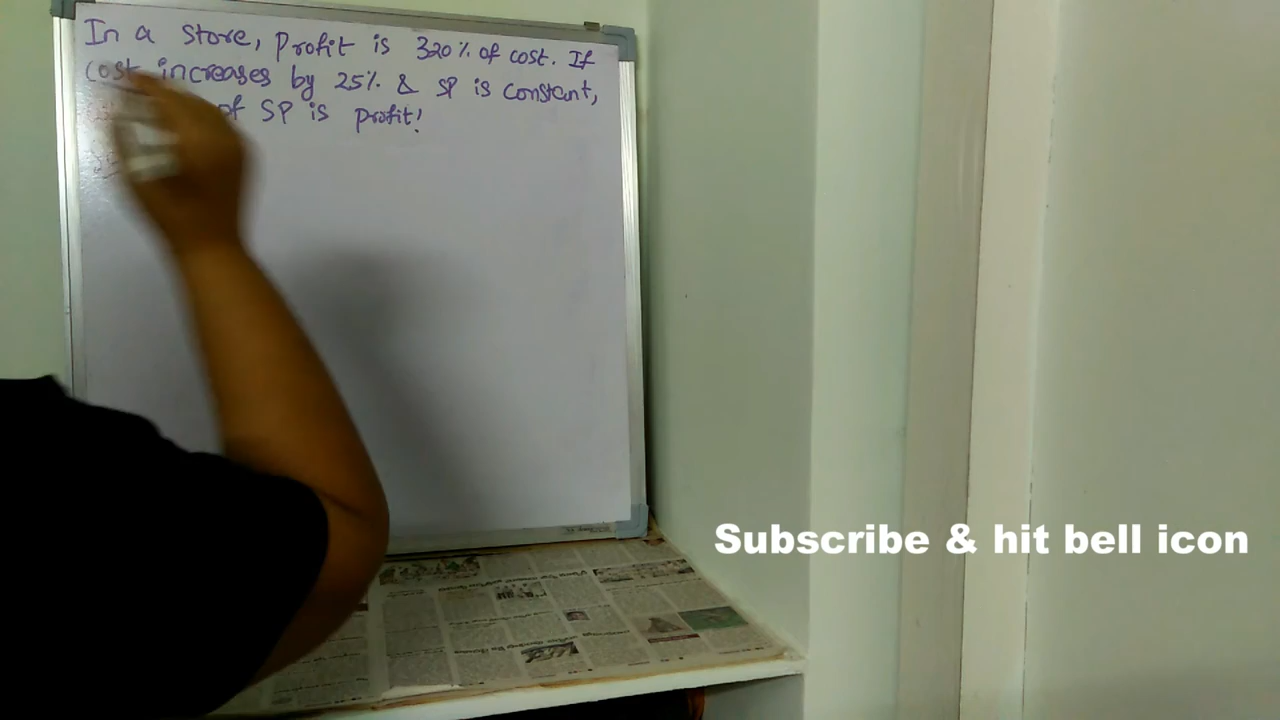 In a store, Profit is 320% of cost. If
cost increases by 25% & SP is constant,
of SP is profit!
Subscribe & hit bell icon